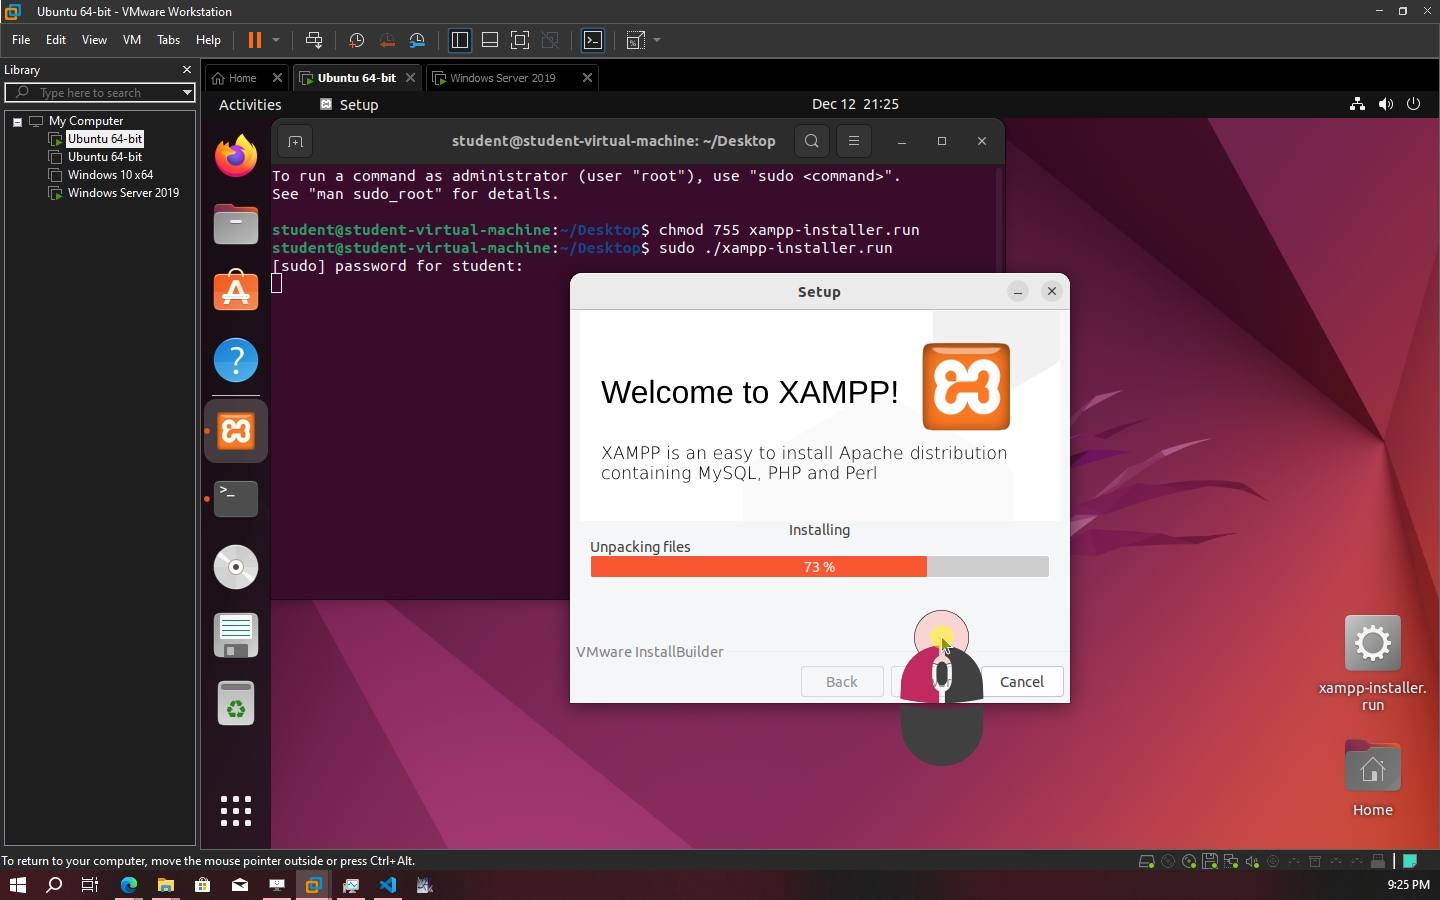 Ubuntu 64-bit - VMware Workstation
File Edit View VM Tabs Help
Library
Type here to search
My Computer
Ubuntu 64-bit
Ubuntu 64-bit
Windows 10 x64
Windows Server 2019
Home Ubuntu 64-bit Windows Server 2019
Activities Setup Dec 12 21:25
student@student-virtual-machine: ~/Desktop
To run a command as administrator (user "root"), use "sudo <command>".
See "man sudo_root" for details.
student@student-virtual-machine:~/Desktop$ chmod 755 xampp-installer.run
student@student-virtual-machine:~/Desktop$ sudo ./xampp-installer.run
[sudo] password for student:
Setup
Welcome to XAMPP!
XAMPP is an easy to install Apache distribution
containing MySQL, PHP and Perl
Installing
Unpacking files
73 %
VMware InstallBuilder
Back Cancel
xampp-installer.
run
Home
To return to your computer, move the mouse pointer outside or press Ctrl+Alt.
9:25 PM